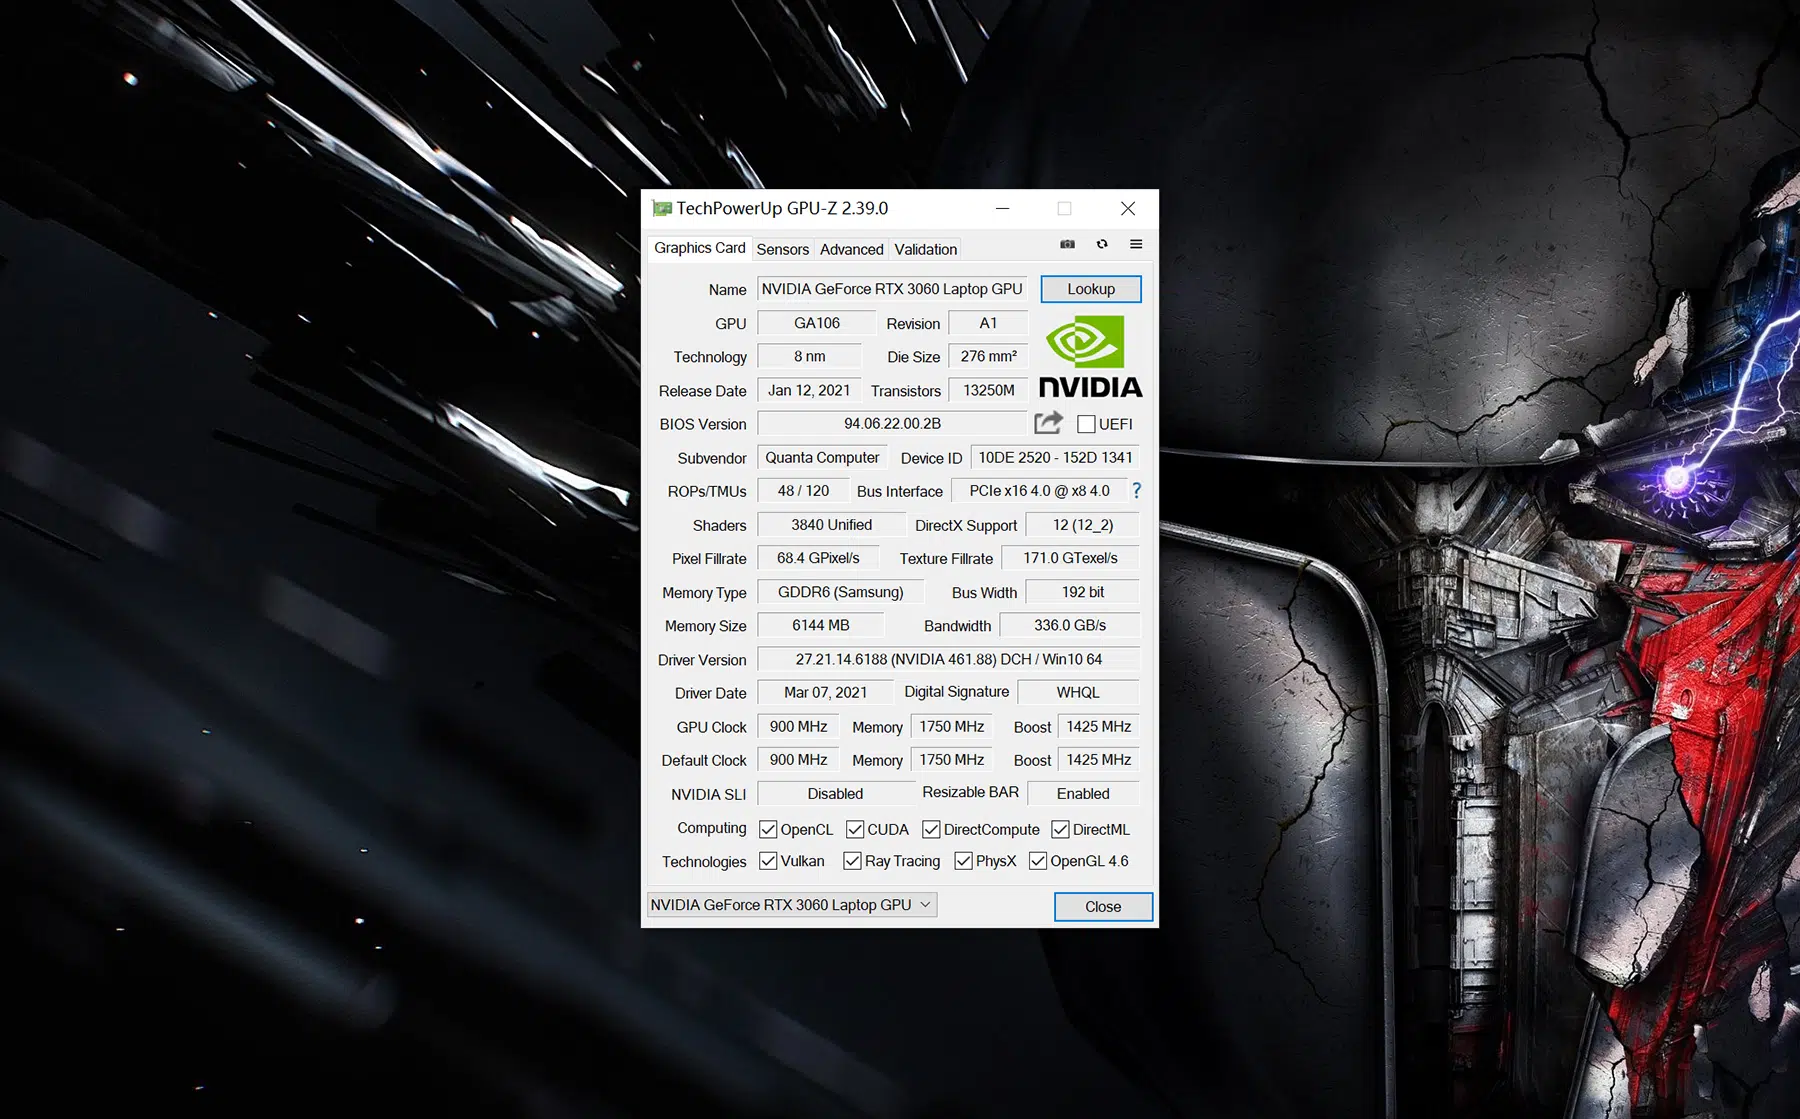 TechPowerUp GPU-Z 2.39.0
Graphics Card Sensors Advanced Validation
Name NVIDIA GeForce RTX 3060 Laptop GPU Lookup
GPU GA106 Revision A1
Technology 8 nm Die Size 276 mm²
Release Date Jan 12, 2021 Transistors 13250M
NVIDIA
BIOS Version 94.06.22.00.2B UEFI
Subvendor Quanta Computer Device ID 10DE 2520 - 152D 1341
ROPs/TMUs 48 / 120 Bus Interface PCIe x16 4.0 @ x8 4.0 ?
Shaders 3840 Unified DirectX Support 12 (12_2)
Pixel Fillrate 68.4 GPixel/s Texture Fillrate 171.0 GTexel/s
Memory Type GDDR6 (Samsung) Bus Width 192 bit
Memory Size 6144 MB Bandwidth 336.0 GB/s
Driver Version 27.21.14.6188 (NVIDIA 461.88) DCH / Win10 64
Driver Date Mar 07, 2021 Digital Signature WHQL
GPU Clock 900 MHz Memory 1750 MHz Boost 1425 MHz
Default Clock 900 MHz Memory 1750 MHz Boost 1425 MHz
NVIDIA SLI Disabled Resizable BAR Enabled
Computing OpenCL CUDA DirectCompute DirectML
Technologies Vulkan Ray Tracing PhysX OpenGL 4.6
NVIDIA GeForce RTX 3060 Laptop GPU Close